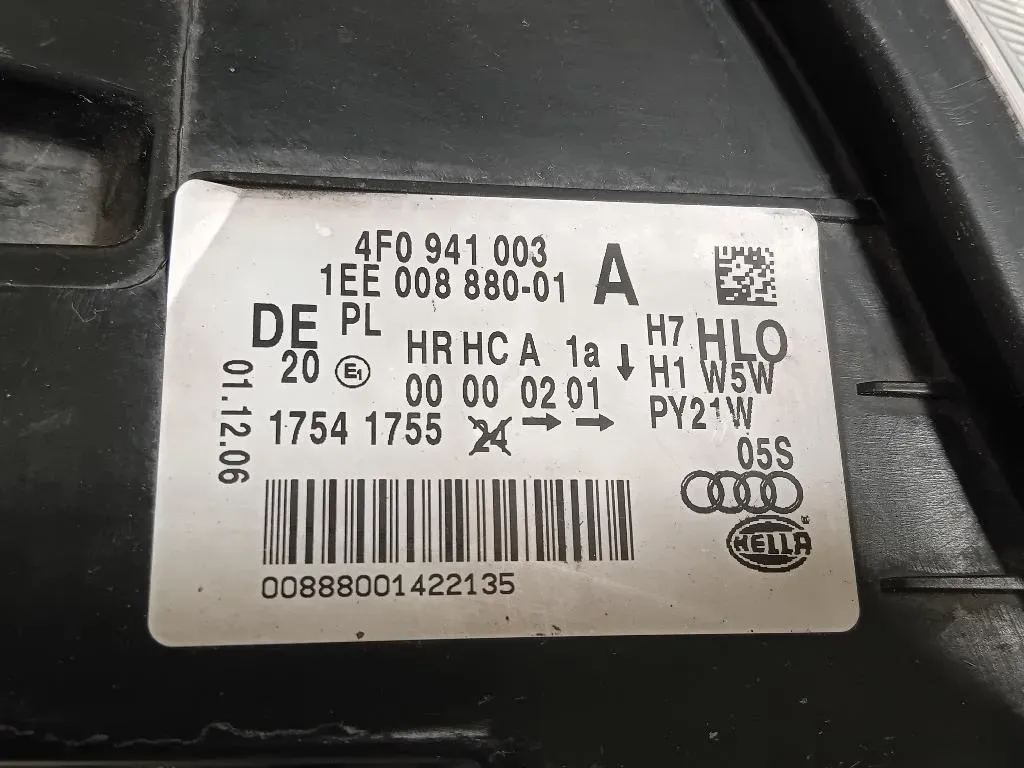 4F0 941 003 A
1EE 008 880-01
DE PL HR HC A 1a ↓ H7 HLO
20 E1 00 00 02 01 H1 W5W
1754 1755 24 → → PY21W
01.12.06
05S
HELLA
00888001422135